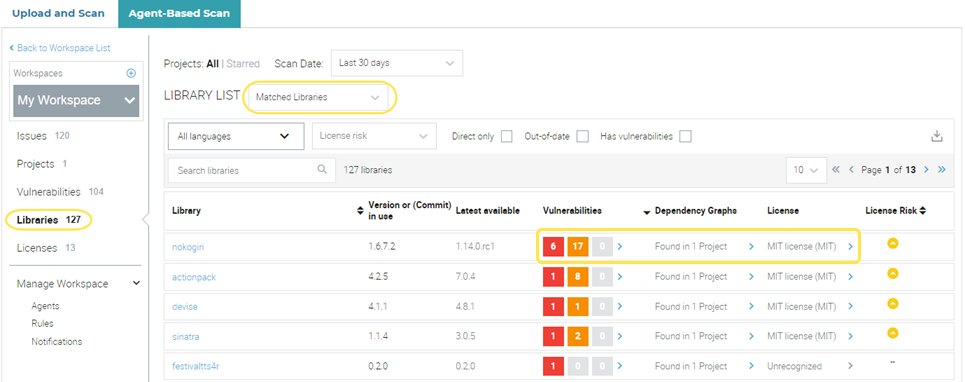 Upload and Scan
Agent-Based Scan
Back to Workspace List
Workspaces
My Workspace
Issues 120
Projects 1
Vulnerabilities 104
Libraries 127
Licenses 13
Manage Workspace
Agents
Rules
Notifications
Projects: All | Starred Scan Date: Last 30 days
LIBRARY LIST Matched Libraries
All languages License risk Direct only Out-of-date Has vulnerabilities
Search libraries 127 libraries 10 « < Page 1 of 13 > »
Library Version or (Commit) in use Latest available Vulnerabilities Dependency Graphs License License Risk
nokogiri 1.6.7.2 1.14.0.rc1 6 17 0 > Found in 1 Project > MIT license (MIT) >
actionpack 4.2.5 7.0.4 1 8 0 > Found in 1 Project > MIT license (MIT) >
devise 4.1.1 4.8.1 1 1 0 > Found in 1 Project > MIT license (MIT) >
sinatra 1.1.4 3.0.5 1 2 0 > Found in 1 Project > MIT license (MIT) >
festivaltts4r 0.2.0 0.2.0 1 0 0 > Found in 1 Project > Unrecognized > --